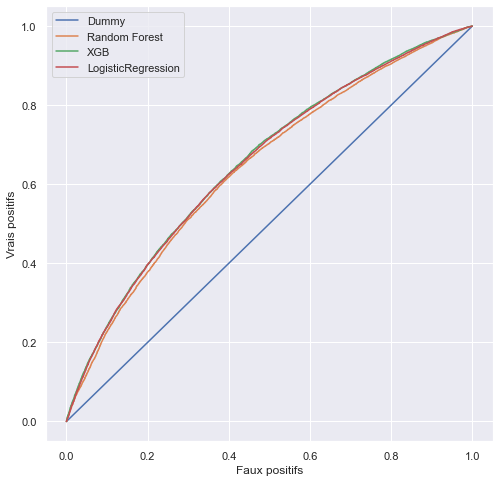 Dummy
Random Forest
XGB
LogisticRegression
1.0
0.8
0.6
0.4
0.2
0.0
Vrais positifs
0.0 0.2 0.4 0.6 0.8 1.0
Faux positifs